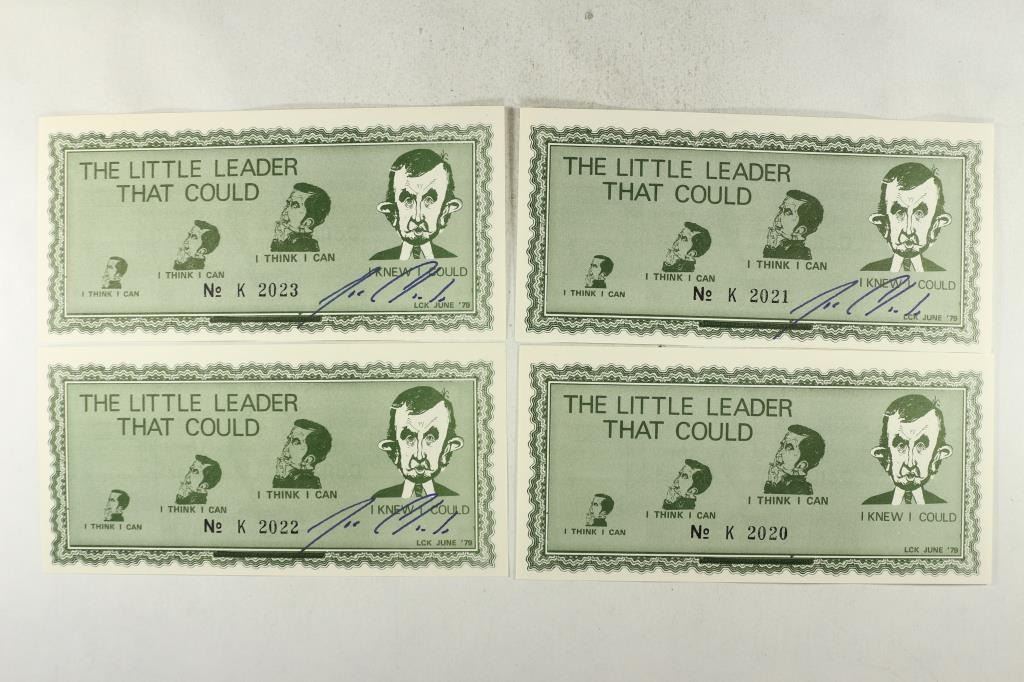 THE LITTLE LEADER
THAT COULD
I THINK I CAN
I THINK I CAN
I THINK I CAN
I KNEW I COULD
№ K 2023
LCK JUNE '79
THE LITTLE LEADER
THAT COULD
I THINK I CAN
I THINK I CAN
I THINK I CAN
I KNEW I COULD
№ K 2021
LCK JUNE '79
THE LITTLE LEADER
THAT COULD
I THINK I CAN
I THINK I CAN
I THINK I CAN
I KNEW I COULD
№ K 2022
LCK JUNE '79
THE LITTLE LEADER
THAT COULD
I THINK I CAN
I THINK I CAN
I THINK I CAN
I KNEW I COULD
№ K 2020
LCK JUNE '79